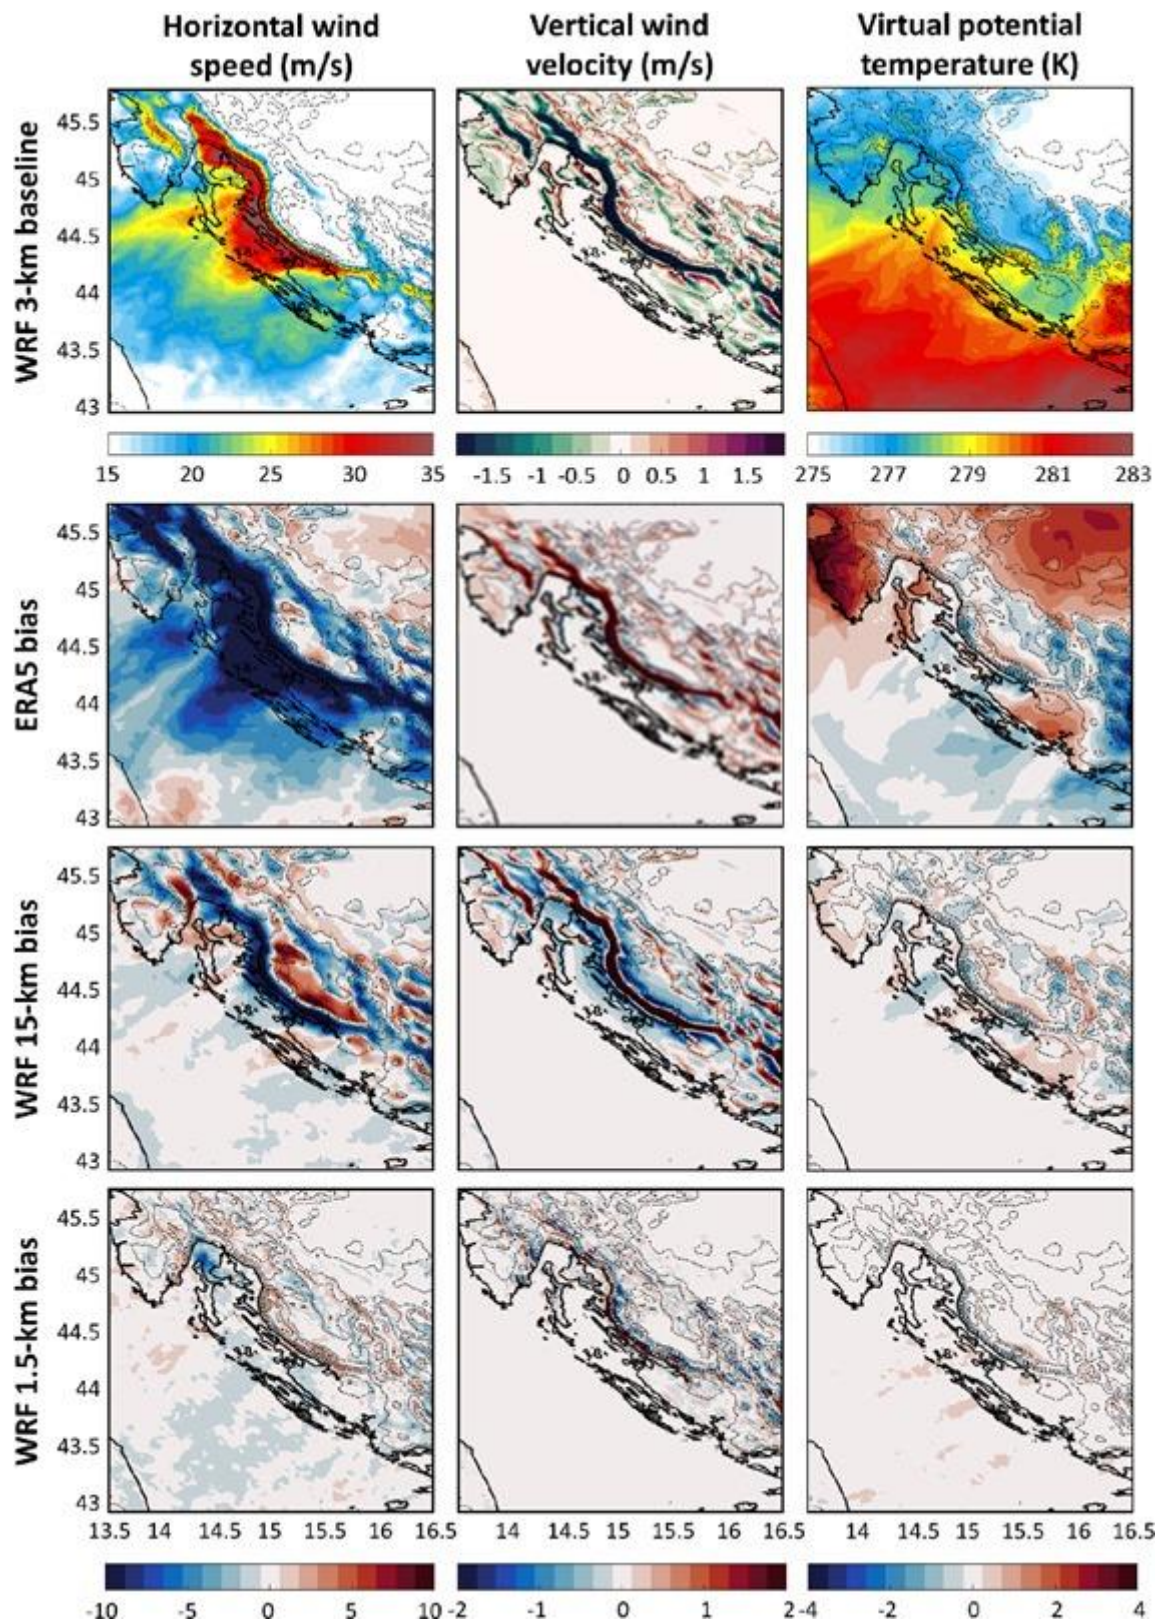 Horizontal wind
speed (m/s)
Vertical wind
velocity (m/s)
Virtual potential
temperature (K)
WRF 3-km baseline
45.5
45
44.5
44
43.5
43
15 20 25 30 35
-1.5 -1 -0.5 0 0.5 1 1.5
275 277 279 281 283
ERA5 bias
45.5
45
44.5
44
43.5
43
WRF 15-km bias
45.5
45
44.5
44
43.5
43
WRF 1.5-km bias
45.5
45
44.5
44
43.5
43
13.5 14 14.5 15 15.5 16 16.5
14 14.5 15 15.5 16 16.5
14 14.5 15 15.5 16 16.5
-10 -5 0 5 10
-2 -1 0 1 2
-4 -2 0 2 4